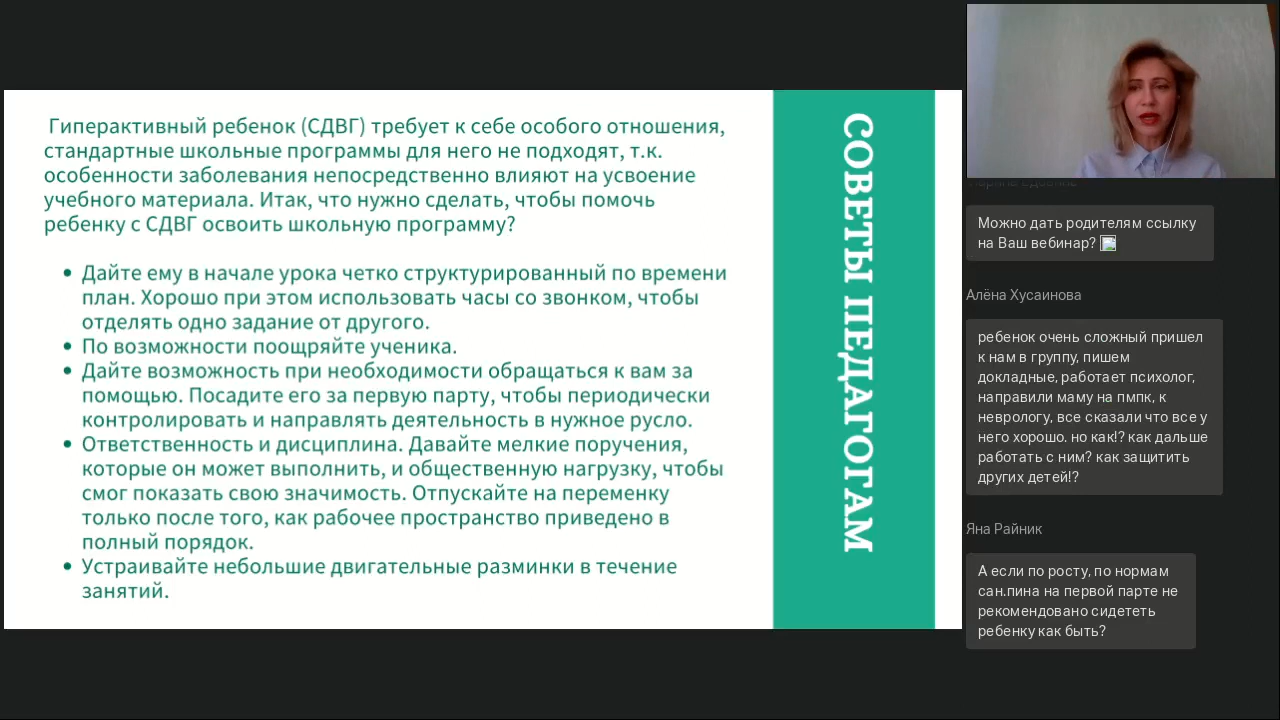 Гиперактивный ребенок (СДВГ) требует к себе особого отношения,
стандартные школьные программы для него не подходят, т.к.
особенности заболевания непосредственно влияют на усвоение
учебного материала. Итак, что нужно сделать, чтобы помочь
ребенку с СДВГ освоить школьную программу?
• Дайте ему в начале урока четко структурированный по времени
план. Хорошо при этом использовать часы со звонком, чтобы
отделять одно задание от другого.
• По возможности поощряйте ученика.
• Дайте возможность при необходимости обращаться к вам за
помощью. Посадите его за первую парту, чтобы периодически
контролировать и направлять деятельность в нужное русло.
• Ответственность и дисциплина. Давайте мелкие поручения,
которые он может выполнить, и общественную нагрузку, чтобы
смог показать свою значимость. Отпускайте на переменку
только после того, как рабочее пространство приведено в
полный порядок.
• Устраивайте небольшие двигательные разминки в течение
занятий.
СОВЕТЫ ПЕДАГОГАМ
Можно дать родителям ссылку
на Ваш вебинар?
Алёна Хусаинова
ребенок очень сложный пришел
к нам в группу, пишем
докладные, работает психолог,
направили маму на пмпк, к
неврологу, все сказали что все у
него хорошо. но как!? как дальше
работать с ним? как защитить
других детей!?
Яна Райник
А если по росту, по нормам
сан.пина на первой парте не
рекомендовано сидететь
ребенку как быть?